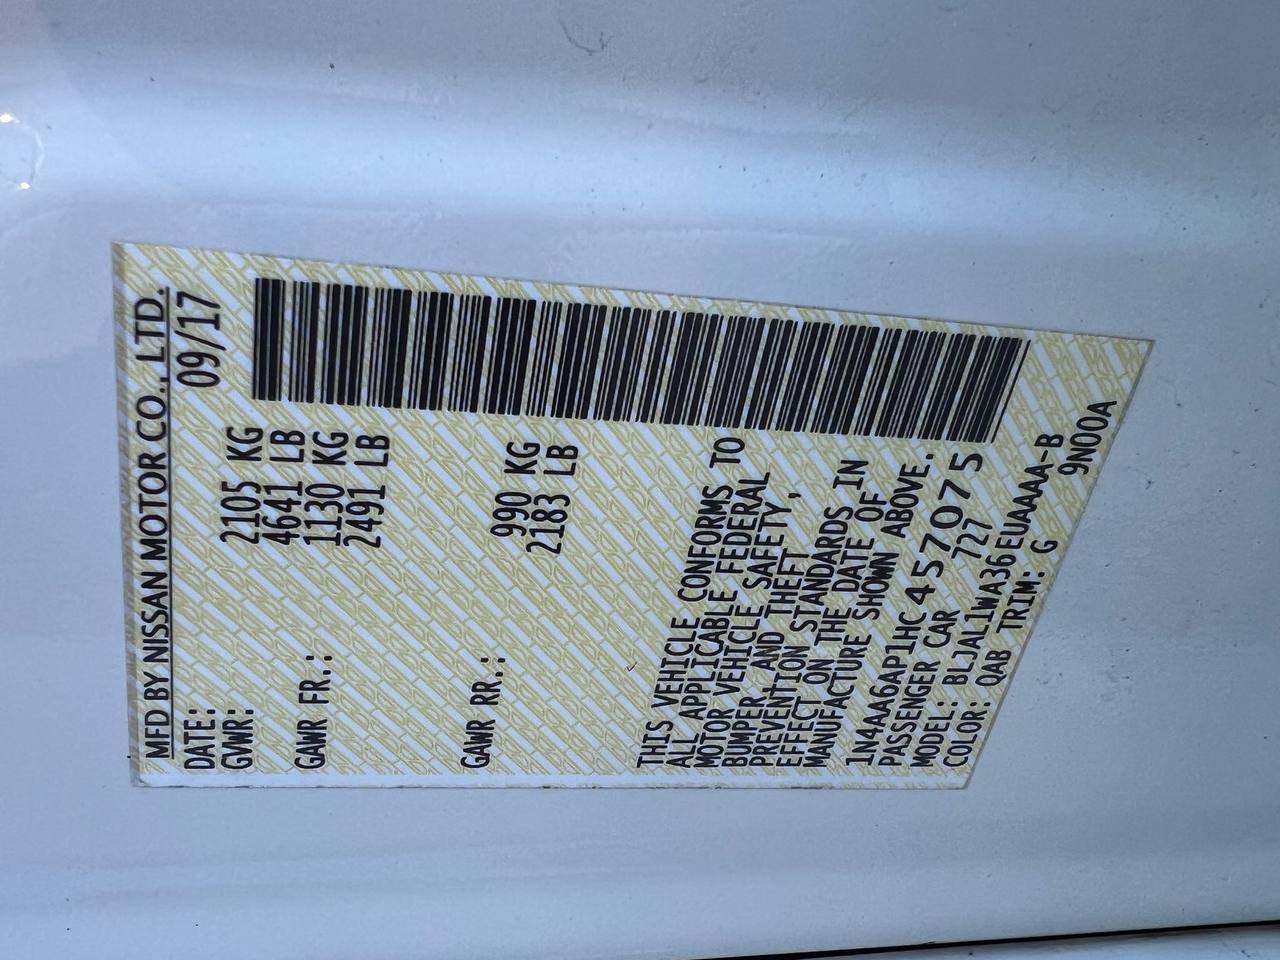 MFD BY NISSAN MOTOR CO., LTD.
DATE: 09/17
GVWR: 2105 KG
4641 LB
GAWR FR.: 1130 KG
2491 LB
GAWR RR.: 990 KG
2183 LB
THIS VEHICLE CONFORMS TO
ALL APPLICABLE FEDERAL
MOTOR VEHICLE SAFETY,
BUMPER, AND THEFT
PREVENTION STANDARDS IN
EFFECT ON THE DATE OF
MANUFACTURE SHOWN ABOVE.
1N4AA6AP1HC457075
PASSENGER CAR 727
MODEL: BLJAL1WA36EUAAAA-B
COLOR: QAB TRIM: G 9N00A